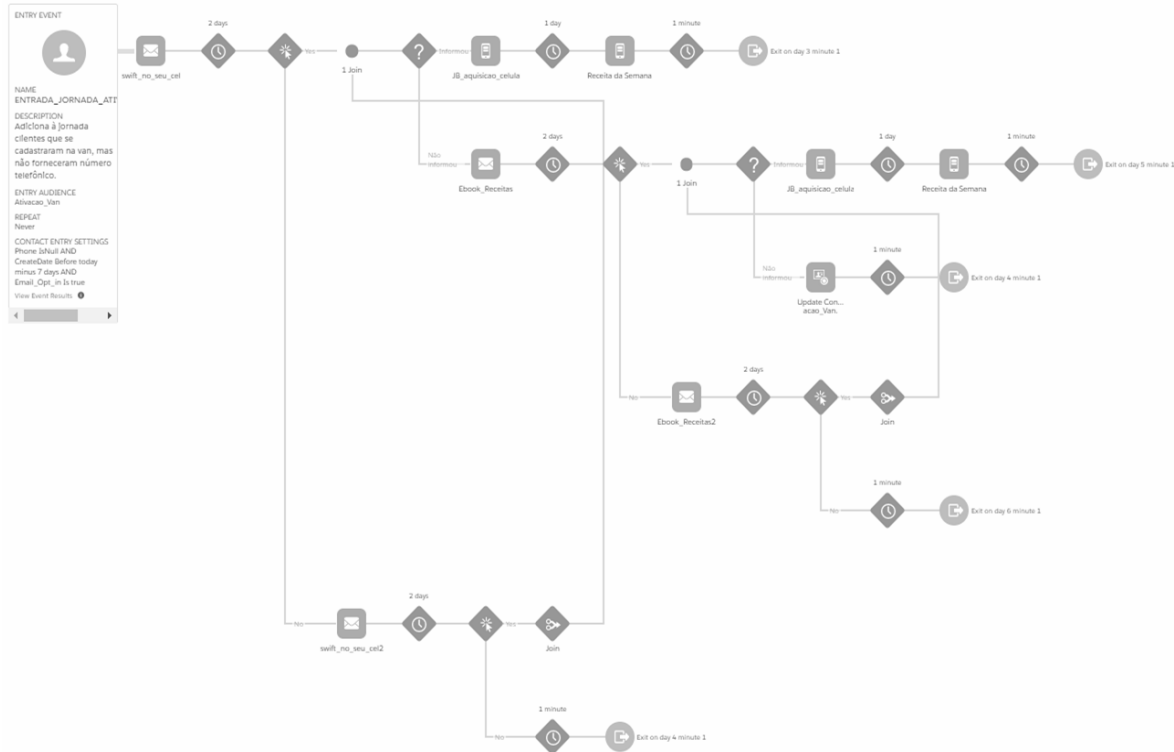 ENTRY EVENT
NAME
ENTRADA_JORNADA_ATI
DESCRIPTION
Adiciona à jornada
clientes que se
cadastraram na van, mas
não forneceram número
telefônico.
ENTRY AUDIENCE
Ativacao_Van
REPEAT
Never
CONTACT ENTRY SETTINGS
Phone IsNull AND
CreateDate Before today
minus 7 days AND
Email_Opt_in Is true
View Event Results
swift_no_seu_cel
2 days
Yes
1 Join
Informou
JB_aquisicao_celula
1 day
Receita da Semana
1 minute
Exit on day 3 minute 1
Não
informou
Ebook_Receitas
2 days
Yes
1 Join
Informou
JB_aquisicao_celula
1 day
Receita da Semana
1 minute
Exit on day 5 minute 1
Não
informou
Update Con...
acao_Van.
1 minute
Exit on day 4 minute 1
No
Ebook_Receitas2
2 days
Yes
Join
No
1 minute
Exit on day 6 minute 1
No
swift_no_seu_cel2
2 days
Yes
Join
No
1 minute
Exit on day 4 minute 1